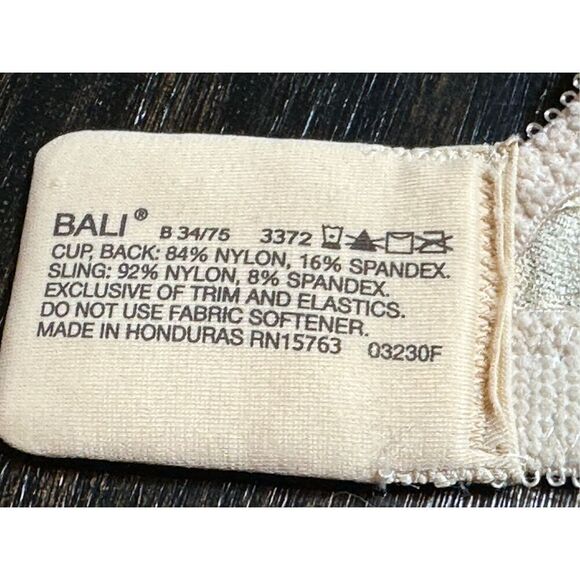 BALI® B 34/75 3372
CUP, BACK: 84% NYLON, 16% SPANDEX.
SLING: 92% NYLON, 8% SPANDEX.
EXCLUSIVE OF TRIM AND ELASTICS.
DO NOT USE FABRIC SOFTENER.
MADE IN HONDURAS RN15763 03230F